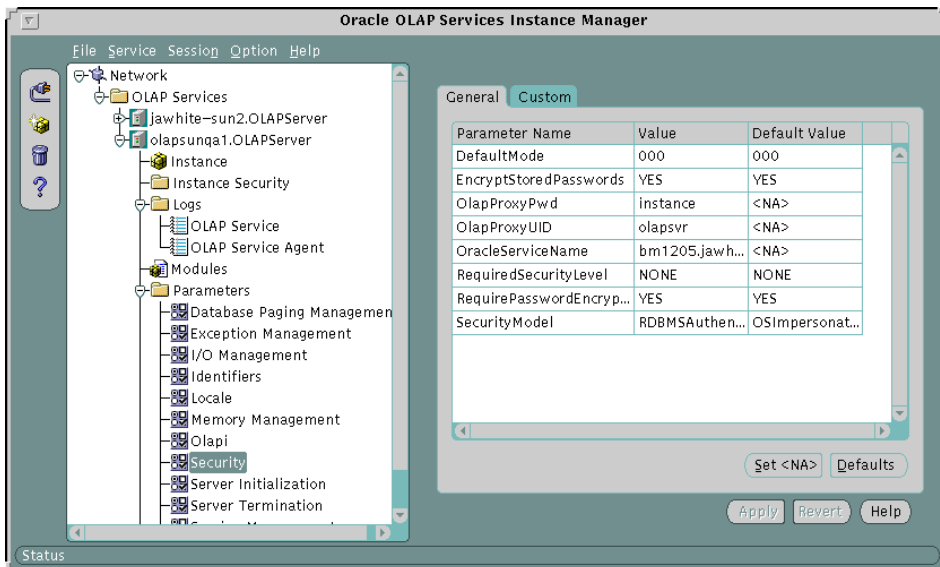 Oracle OLAP Services Instance Manager
File Service Session Option Help
Network
OLAP Services
jawhite-sun2.OLAPServer
olapsunqa1.OLAPServer
Instance
Instance Security
Logs
OLAP Service
OLAP Service Agent
Modules
Parameters
Database Paging Managemen
Exception Management
I/O Management
Identifiers
Locale
Memory Management
Olapi
Security
Server Initialization
Server Termination
General Custom
Parameter Name Value Default Value
DefaultMode 000 000
EncryptStoredPasswords YES YES
OlapProxyPwd instance <NA>
OlapProxyUID olapsvr <NA>
OracleServiceName bm1205.jawh... <NA>
RequiredSecurityLevel NONE NONE
RequirePasswordEncryp... YES YES
SecurityModel RDBMSAuthen... OSImpersonat...
Set <NA> Defaults
Apply Revert Help
Status